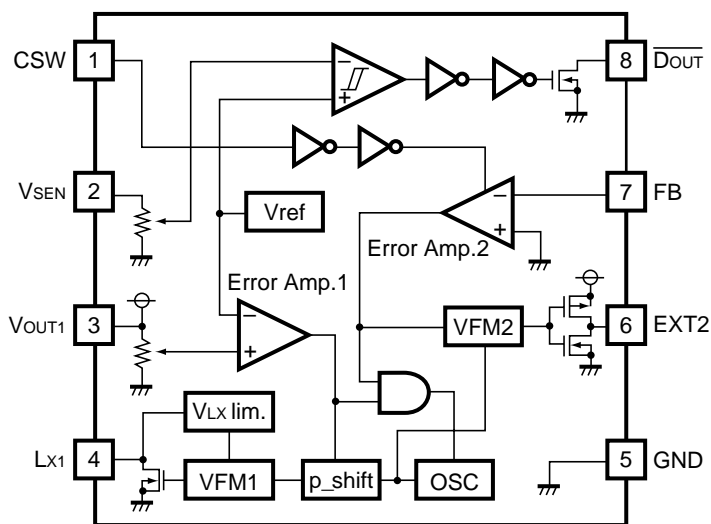 CSW 1
8 DOUT
− +
VSEN 2
7 FB
− +
Vref
Error Amp.2
Error Amp.1
VOUT1 3
− +
VFM2
6 EXT2
VLX lim.
LX1 4
VFM1
p_shift
OSC
5 GND